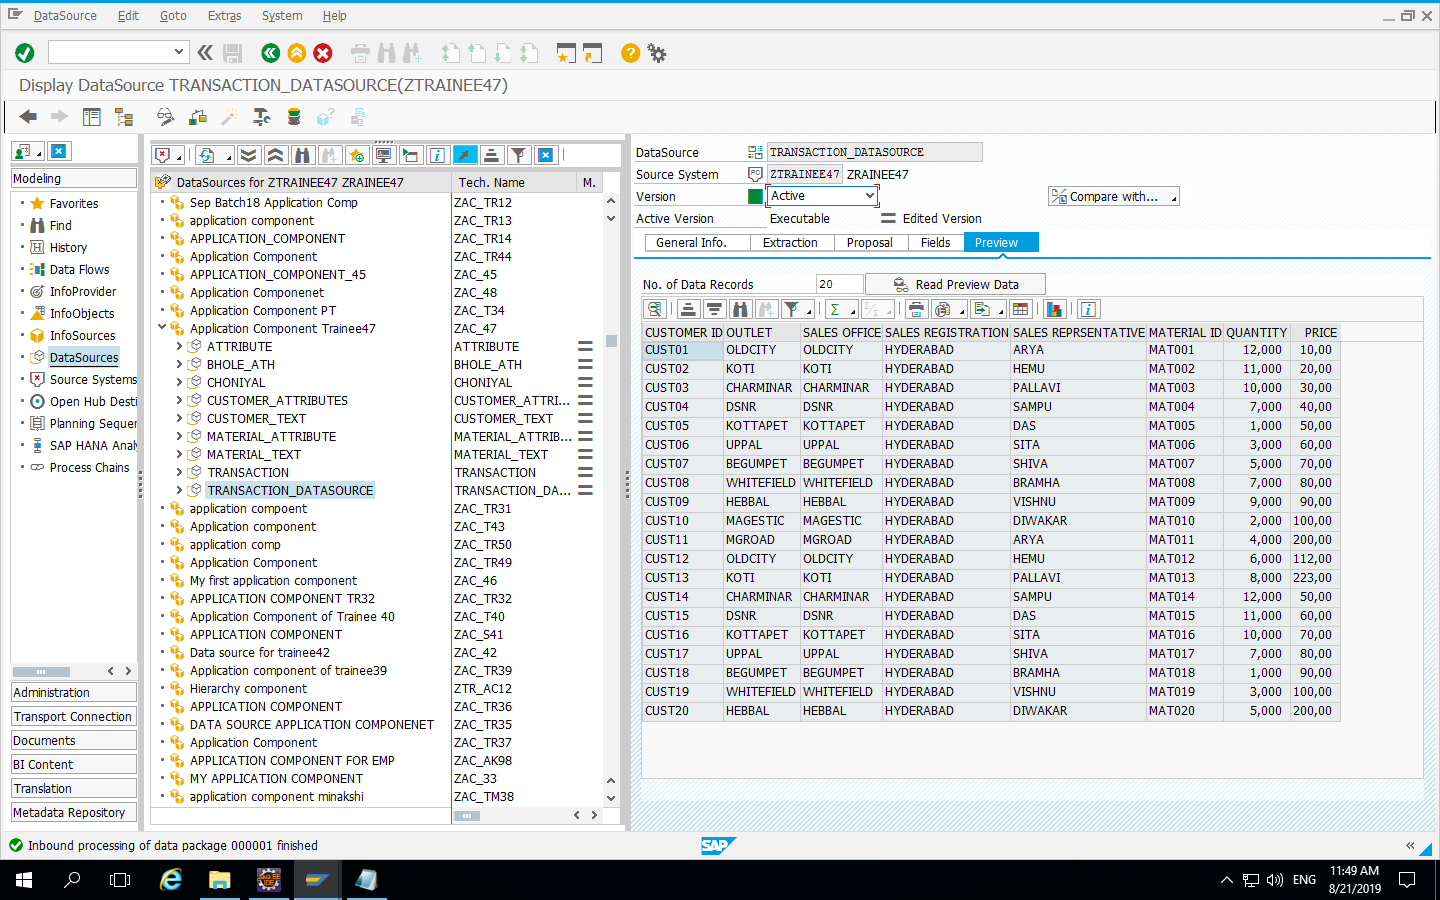 DataSource Edit Goto Extras System Help
Display DataSource TRANSACTION_DATASOURCE(ZTRAINEE47)
Modeling
Favorites
Find
History
Data Flows
InfoProvider
InfoObjects
InfoSources
DataSources
Source Systems
Open Hub Desti
Planning Sequer
SAP HANA Analy
Process Chains
Administration
Transport Connection
Documents
BI Content
Translation
Metadata Repository
DataSources for ZTRAINEE47 ZRAINEE47 Tech. Name M.
Sep Batch18 Application Comp ZAC_TR12
application component ZAC_TR13
APPLICATION_COMPONENT ZAC_TR14
Application Component ZAC_TR44
APPLICATION_COMPONENT_45 ZAC_45
Application Componenet ZAC_48
Application Component PT ZAC_T34
Application Component Trainee47 ZAC_47
ATTRIBUTE ATTRIBUTE
BHOLE_ATH BHOLE_ATH
CHONIYAL CHONIYAL
CUSTOMER_ATTRIBUTES CUSTOMER_ATTRI...
CUSTOMER_TEXT CUSTOMER_TEXT
MATERIAL_ATTRIBUTE MATERIAL_ATTRIB...
MATERIAL_TEXT MATERIAL_TEXT
TRANSACTION TRANSACTION
TRANSACTION_DATASOURCE TRANSACTION_DA...
application compoent ZAC_TR31
Application component ZAC_T43
application comp ZAC_TR50
Application Component ZAC_TR49
My first application component ZAC_46
APPLICATION COMPONENT TR32 ZAC_TR32
Application Component of Trainee 40 ZAC_T40
APPLICATION COMPONENT ZAC_S41
Data source for trainee42 ZAC_42
Application component of trainee39 ZAC_TR39
Hierarchy component ZTR_AC12
APPLICATION COMPONENT ZAC_TR36
DATA SOURCE APPLICATION COMPONENET ZAC_TR35
Application Component ZAC_TR37
APPLICATION COMPONENT FOR EMP ZAC_AK98
MY APPLICATION COMPONENT ZAC_33
application component minakshi ZAC_TM38
DataSource TRANSACTION_DATASOURCE
Source System ZTRAINEE47 ZRAINEE47
Version Active Compare with...
Active Version Executable Edited Version
General Info. Extraction Proposal Fields Preview
No. of Data Records 20 Read Preview Data
CUSTOMER ID OUTLET SALES OFFICE SALES REGISTRATION SALES REPRSENTATIVE MATERIAL ID QUANTITY PRICE
CUST01 OLDCITY OLDCITY HYDERABAD ARYA MAT001 12,000 10,00
CUST02 KOTI KOTI HYDERABAD HEMU MAT002 11,000 20,00
CUST03 CHARMINAR CHARMINAR HYDERABAD PALLAVI MAT003 10,000 30,00
CUST04 DSNR DSNR HYDERABAD SAMPU MAT004 7,000 40,00
CUST05 KOTTAPET KOTTAPET HYDERABAD DAS MAT005 1,000 50,00
CUST06 UPPAL UPPAL HYDERABAD SITA MAT006 3,000 60,00
CUST07 BEGUMPET BEGUMPET HYDERABAD SHIVA MAT007 5,000 70,00
CUST08 WHITEFIELD WHITEFIELD HYDERABAD BRAMHA MAT008 7,000 80,00
CUST09 HEBBAL HEBBAL HYDERABAD VISHNU MAT009 9,000 90,00
CUST10 MAGESTIC MAGESTIC HYDERABAD DIWAKAR MAT010 2,000 100,00
CUST11 MGROAD MGROAD HYDERABAD ARYA MAT011 4,000 200,00
CUST12 OLDCITY OLDCITY HYDERABAD HEMU MAT012 6,000 112,00
CUST13 KOTI KOTI HYDERABAD PALLAVI MAT013 8,000 223,00
CUST14 CHARMINAR CHARMINAR HYDERABAD SAMPU MAT014 12,000 50,00
CUST15 DSNR DSNR HYDERABAD DAS MAT015 11,000 60,00
CUST16 KOTTAPET KOTTAPET HYDERABAD SITA MAT016 10,000 70,00
CUST17 UPPAL UPPAL HYDERABAD SHIVA MAT017 7,000 80,00
CUST18 BEGUMPET BEGUMPET HYDERABAD BRAMHA MAT018 1,000 90,00
CUST19 WHITEFIELD WHITEFIELD HYDERABAD VISHNU MAT019 3,000 100,00
CUST20 HEBBAL HEBBAL HYDERABAD DIWAKAR MAT020 5,000 200,00
Inbound processing of data package 000001 finished
SAP
ENG
11:49 AM
8/21/2019